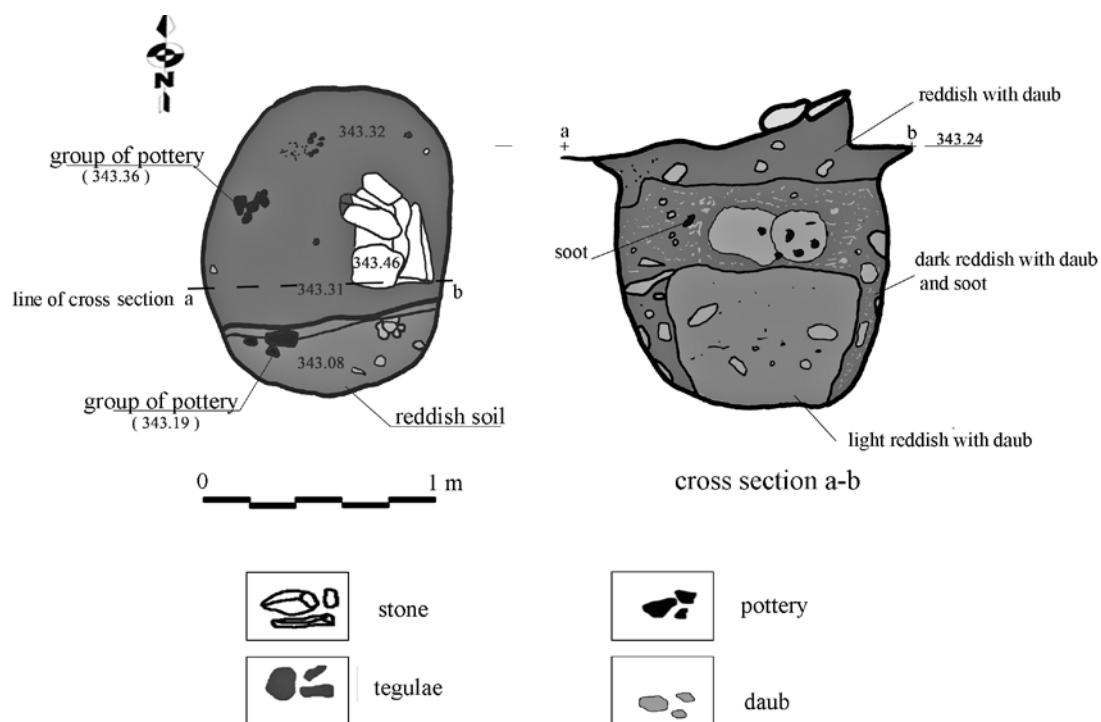 N
343.32
group of pottery
( 343.36 )
343.46
line of cross section a
343.31
b
343.08
group of pottery
( 343.19 )
reddish soil
0
1 m
reddish with daub
a
b
343.24
soot
dark reddish with daub
and soot
light reddish with daub
cross section a-b
stone
pottery
tegulae
daub